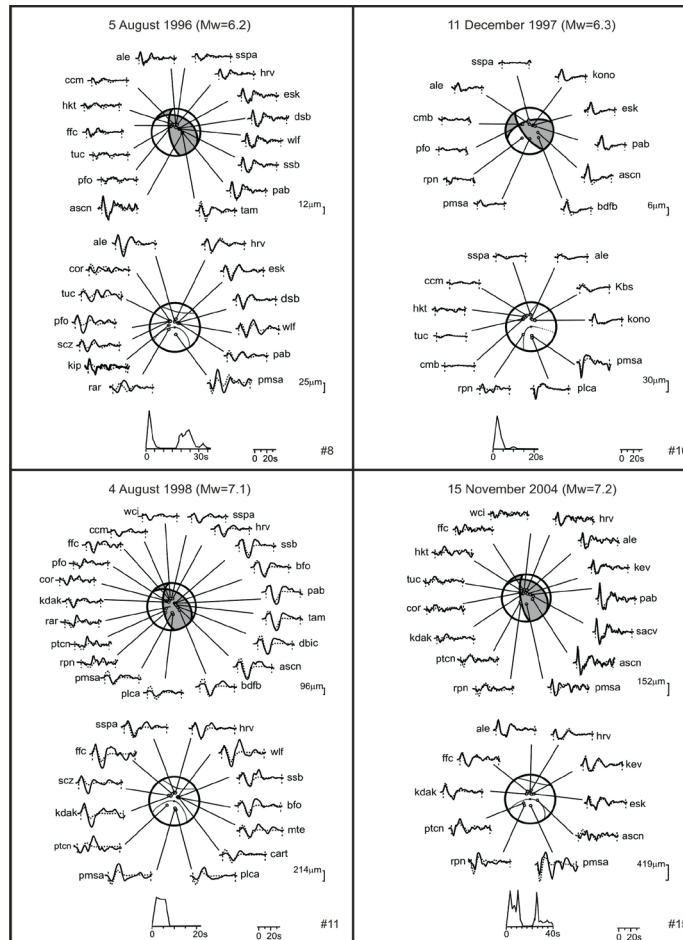 5 August 1996 (Mw=6.2)
ale
sspa
ccm
hrv
hkt
esk
dsb
ffc
wlf
tuc
ssb
pfo
pab
ascn
tam
12μm
ale
hrv
cor
esk
tuc
dsb
pfo
wlf
scz
pab
kip
pmsa
rar
25μm
0 30s
0 20s
#8
11 December 1997 (Mw=6.3)
sspa
kono
ale
esk
cmb
pab
pfo
ascn
rpn
bdfb
pmsa
6μm
sspa
ale
ccm
Kbs
hkt
kono
tuc
pmsa
cmb
rpn
plca
30μm
0 20s
0 20s
4 August 1998 (Mw=7.1)
wci
sspa
ccm
hrv
ffc
ssb
pfo
bfo
cor
pab
kdak
tam
rar
dbic
ptcn
ascn
rpn
bdfb
pmsa
plca
96μm
sspa
hrv
ffc
wlf
scz
ssb
kdak
bfo
mte
ptcn
cart
pmsa
plca
214μm
0 20s
0 20s
#11
15 November 2004 (Mw=7.2)
wci
hrv
ffc
ale
hkt
kev
tuc
pab
cor
sacv
kdak
ascn
ptcn
rpn
pmsa
152μm
ale
hrv
ffc
kev
kdak
esk
ptcn
ascn
rpn
pmsa
419μm
0 40s
0 20s